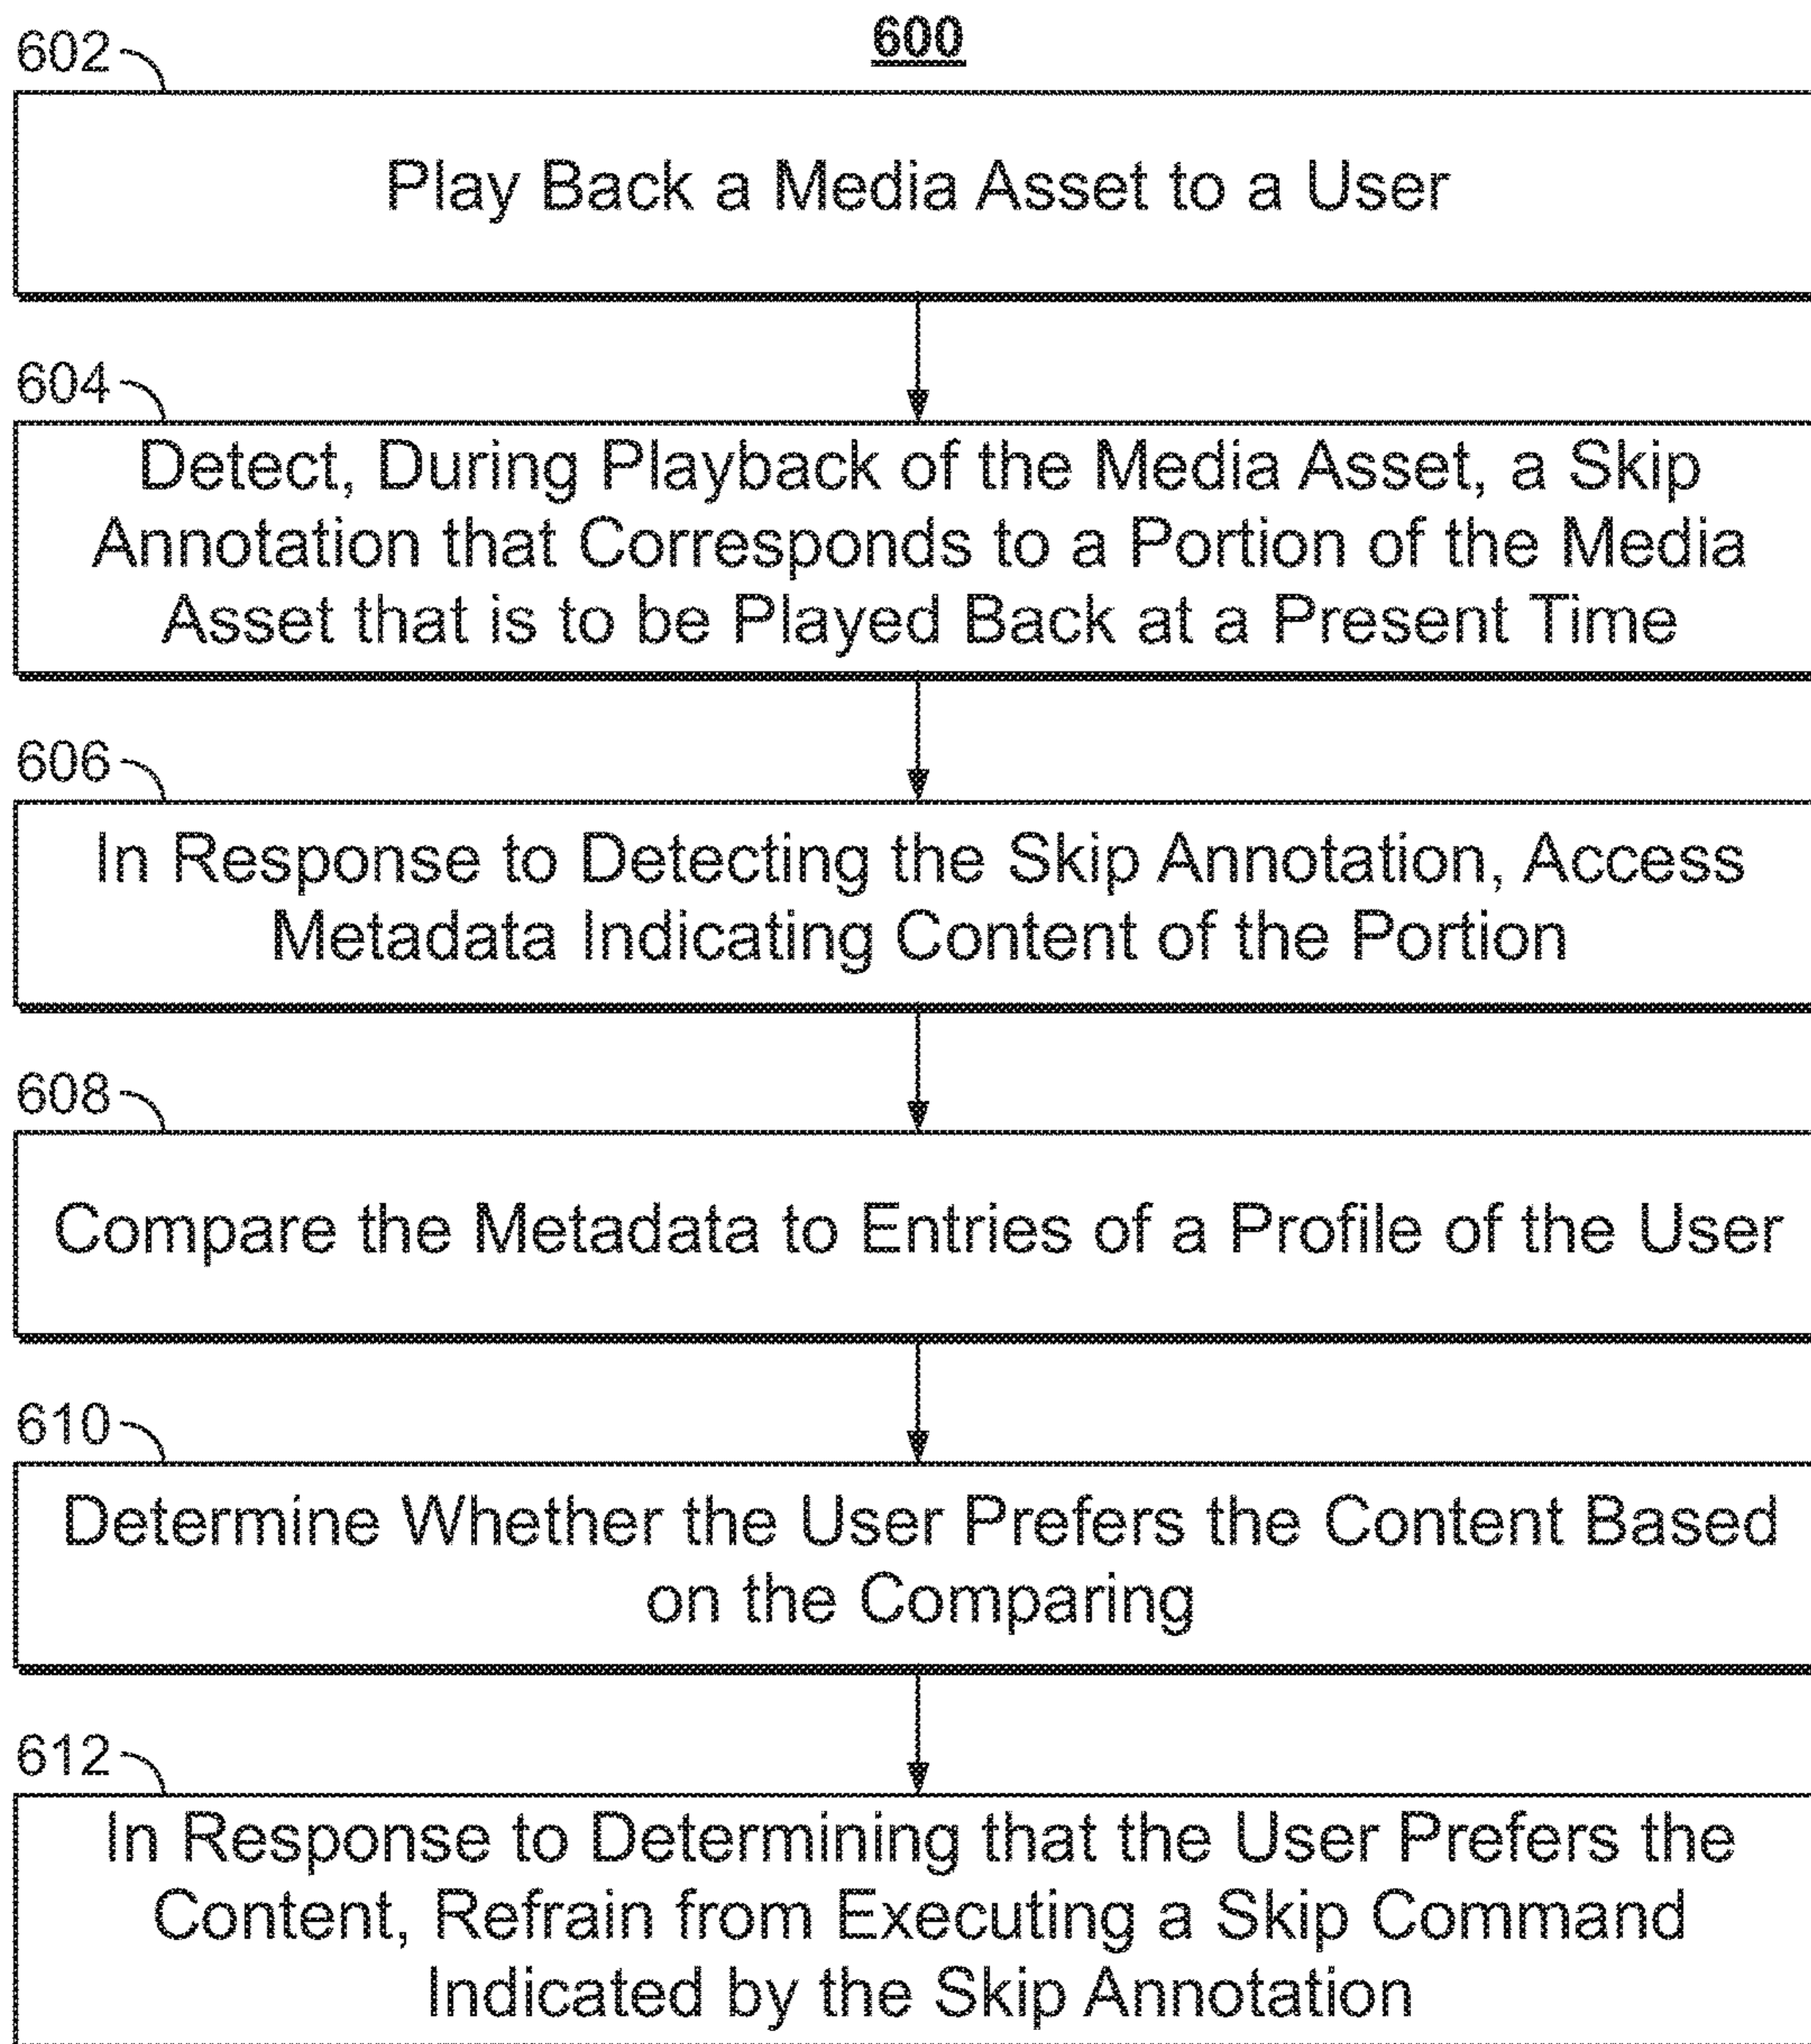 600
602
Play Back a Media Asset to a User
604
Detect, During Playback of the Media Asset, a Skip
Annotation that Corresponds to a Portion of the Media
Asset that is to be Played Back at a Present Time
606
In Response to Detecting the Skip Annotation, Access
Metadata Indicating Content of the Portion
608
Compare the Metadata to Entries of a Profile of the User
610
Determine Whether the User Prefers the Content Based
on the Comparing
612
In Response to Determining that the User Prefers the
Content, Refrain from Executing a Skip Command
Indicated by the Skip Annotation